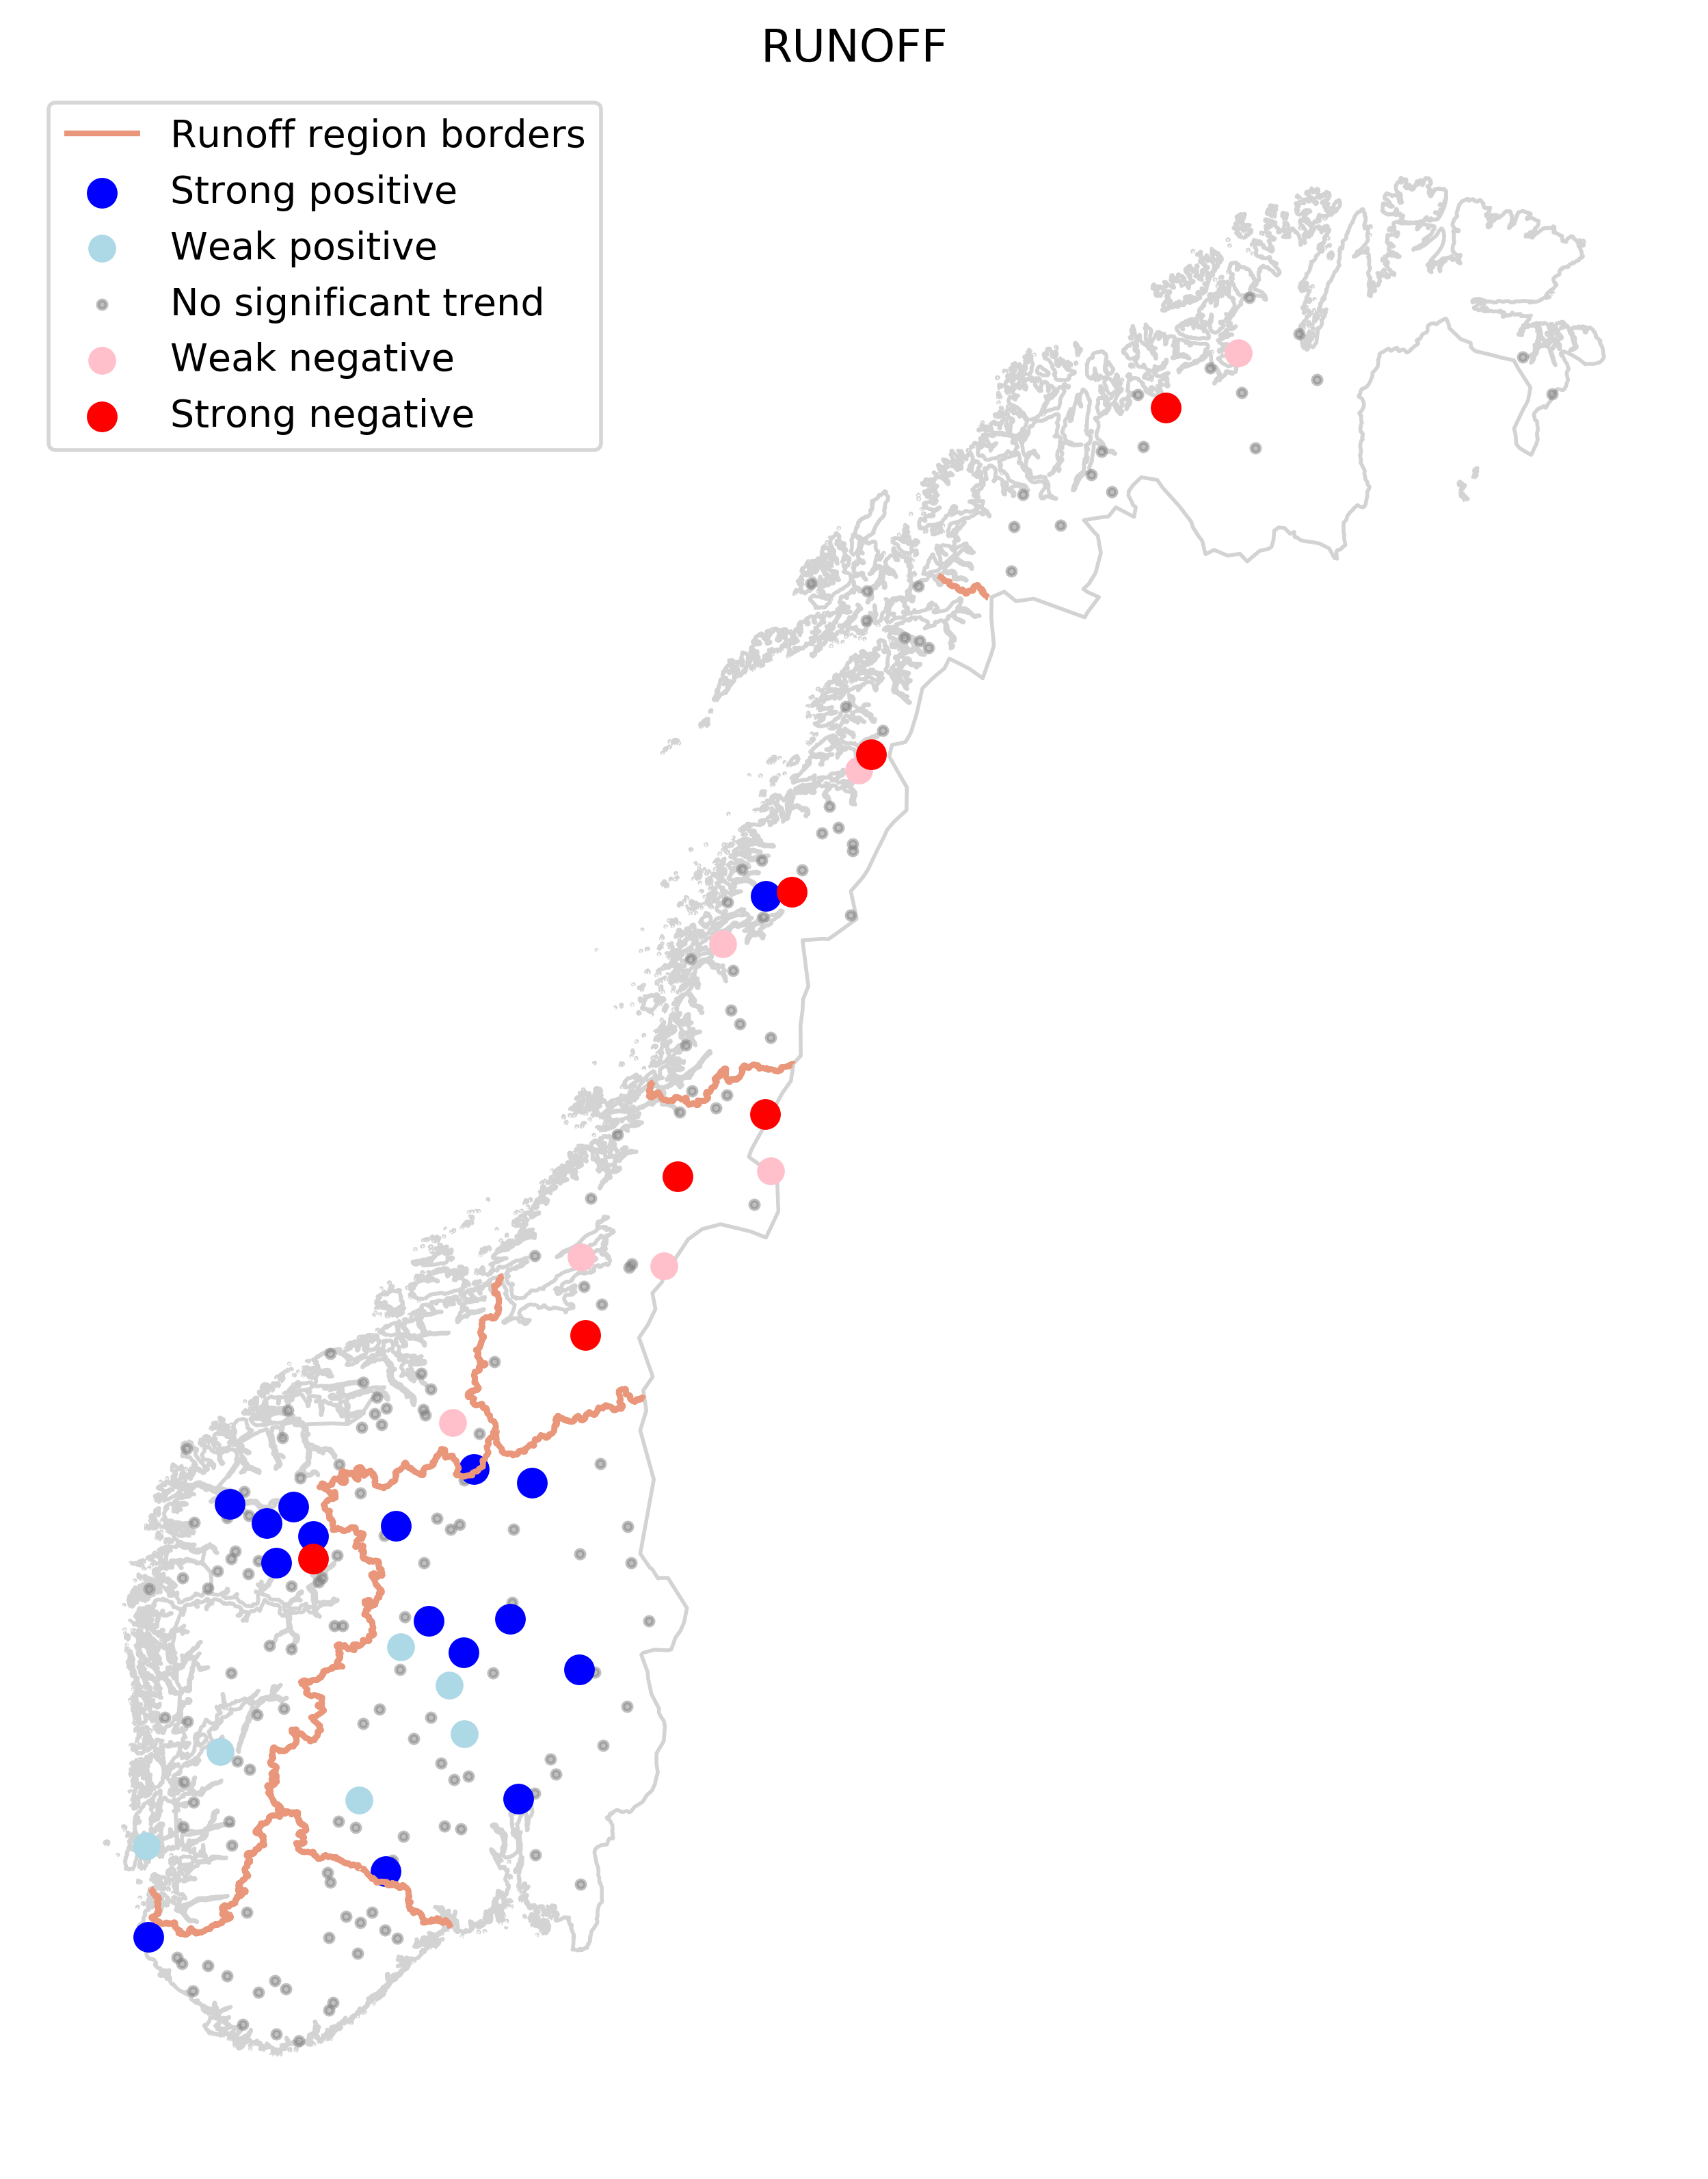 RUNOFF
Runoff region borders
Strong positive
Weak positive
No significant trend
Weak negative
Strong negative